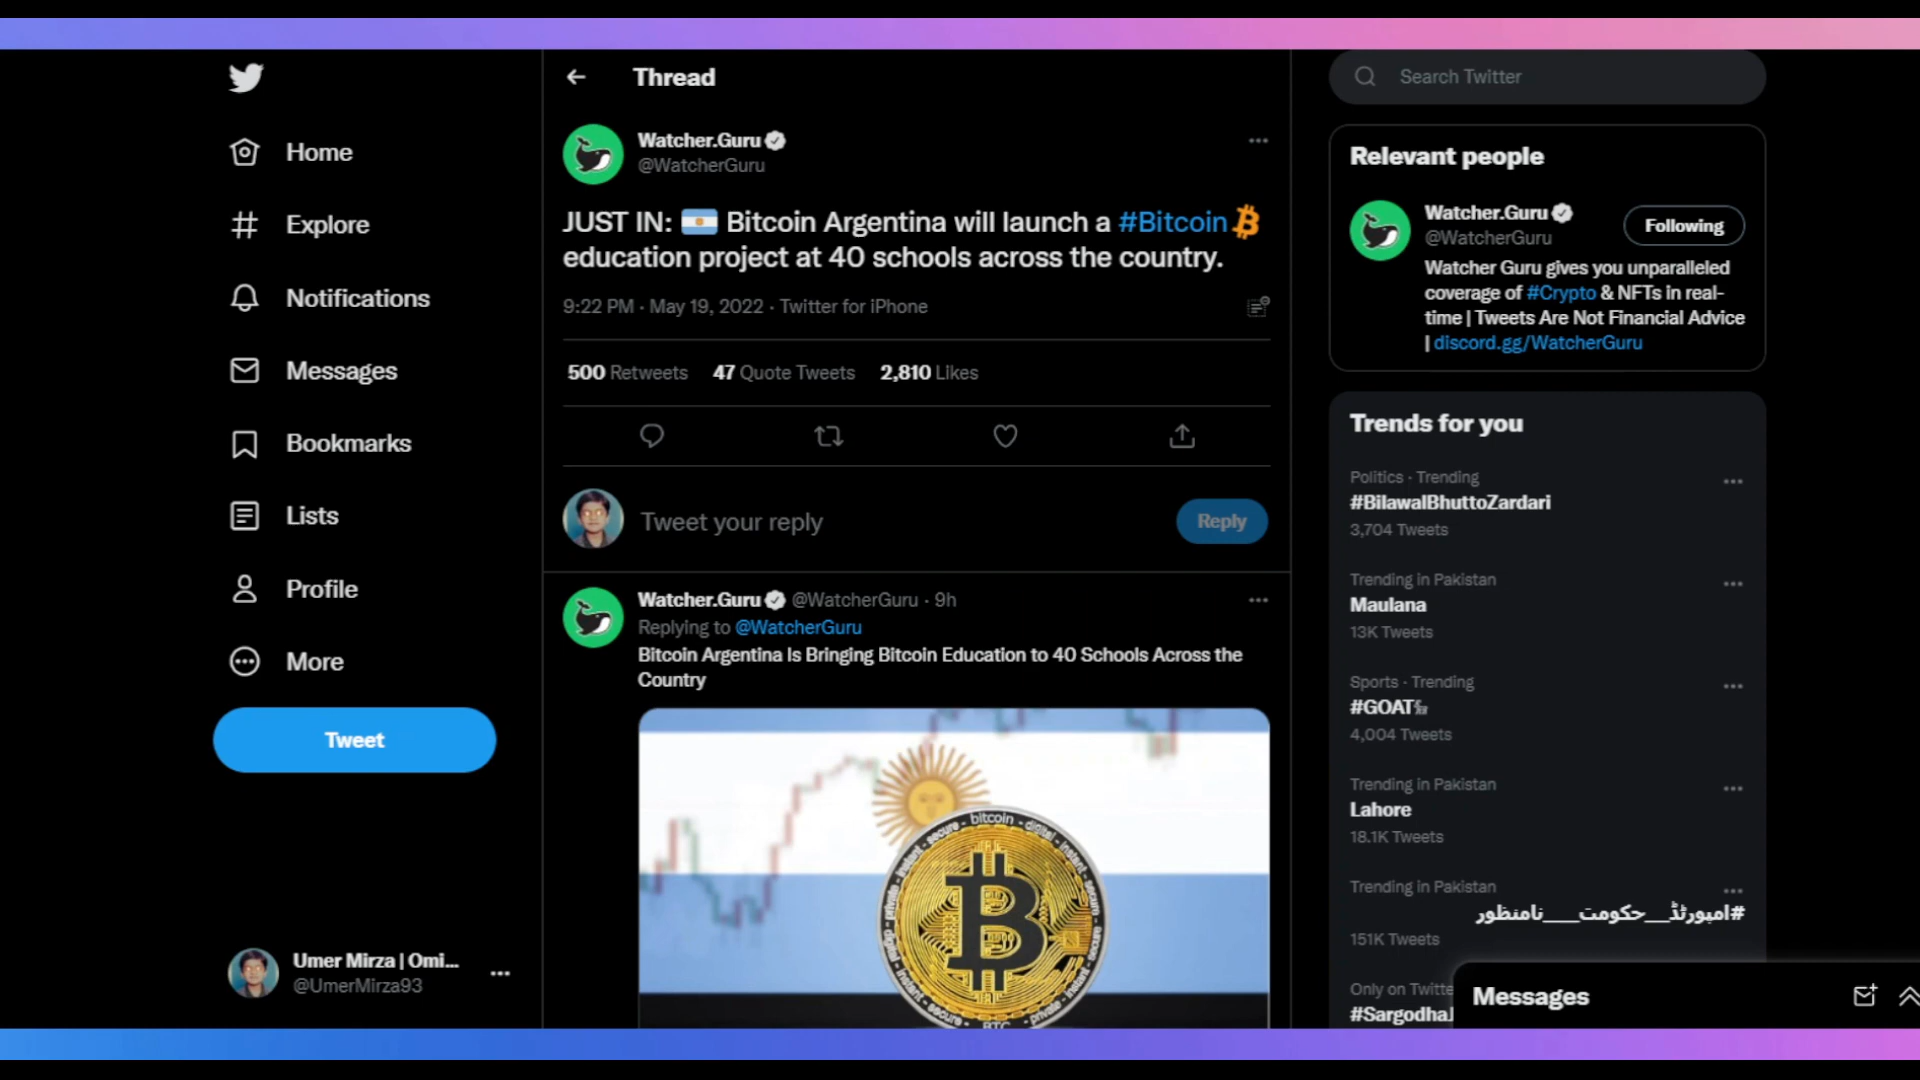 Home
Explore
Notifications
Messages
Bookmarks
Lists
Profile
More
Tweet
Umer Mirza | Omi...
@UmerMirza93
Thread
Watcher.Guru
@WatcherGuru
JUST IN: 🇦🇷 Bitcoin Argentina will launch a #Bitcoin
education project at 40 schools across the country.
9:22 PM · May 19, 2022 · Twitter for iPhone
500 Retweets 47 Quote Tweets 2,810 Likes
Tweet your reply
Reply
Watcher.Guru @WatcherGuru · 9h
Replying to @WatcherGuru
Bitcoin Argentina Is Bringing Bitcoin Education to 40 Schools Across the
Country
secure - bitcoin - digital
BTC
Search Twitter
Relevant people
Watcher.Guru
@WatcherGuru
Following
Watcher Guru gives you unparalleled
coverage of #Crypto & NFTs in real-
time | Tweets Are Not Financial Advice
| discord.gg/WatcherGuru
Trends for you
Politics · Trending
#BilawalBhuttoZardari
3,704 Tweets
Trending in Pakistan
Maulana
13K Tweets
Sports · Trending
#GOAT
4,004 Tweets
Trending in Pakistan
Lahore
18.1K Tweets
Trending in Pakistan
#امپورٹڈ__حکومت___نامنظور
151K Tweets
Only on Twitte
#Sargodha
Messages